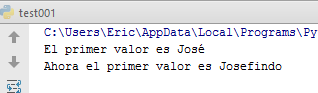 test001
C:\Users\Eric\AppData\Local\Programs\Py
El primer valor es José
Ahora el primer valor es Josefindo